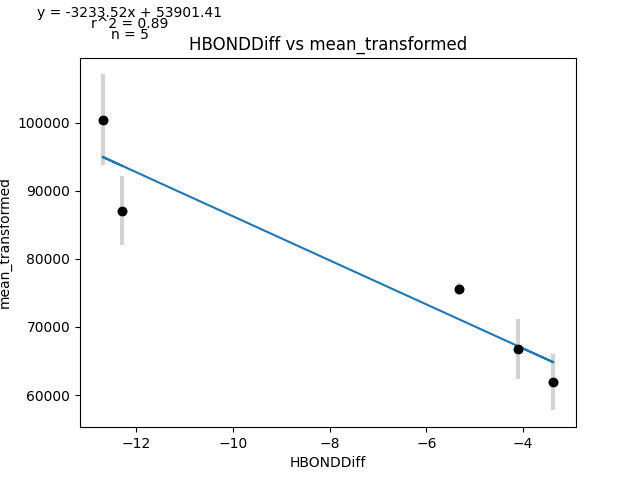 y = -3233.52x + 53901.41
r^2 = 0.89
n = 5
HBONDDiff vs mean_transformed
100000
90000
80000
70000
60000
mean_transformed
−12
−10
−8
−6
−4
HBONDDiff